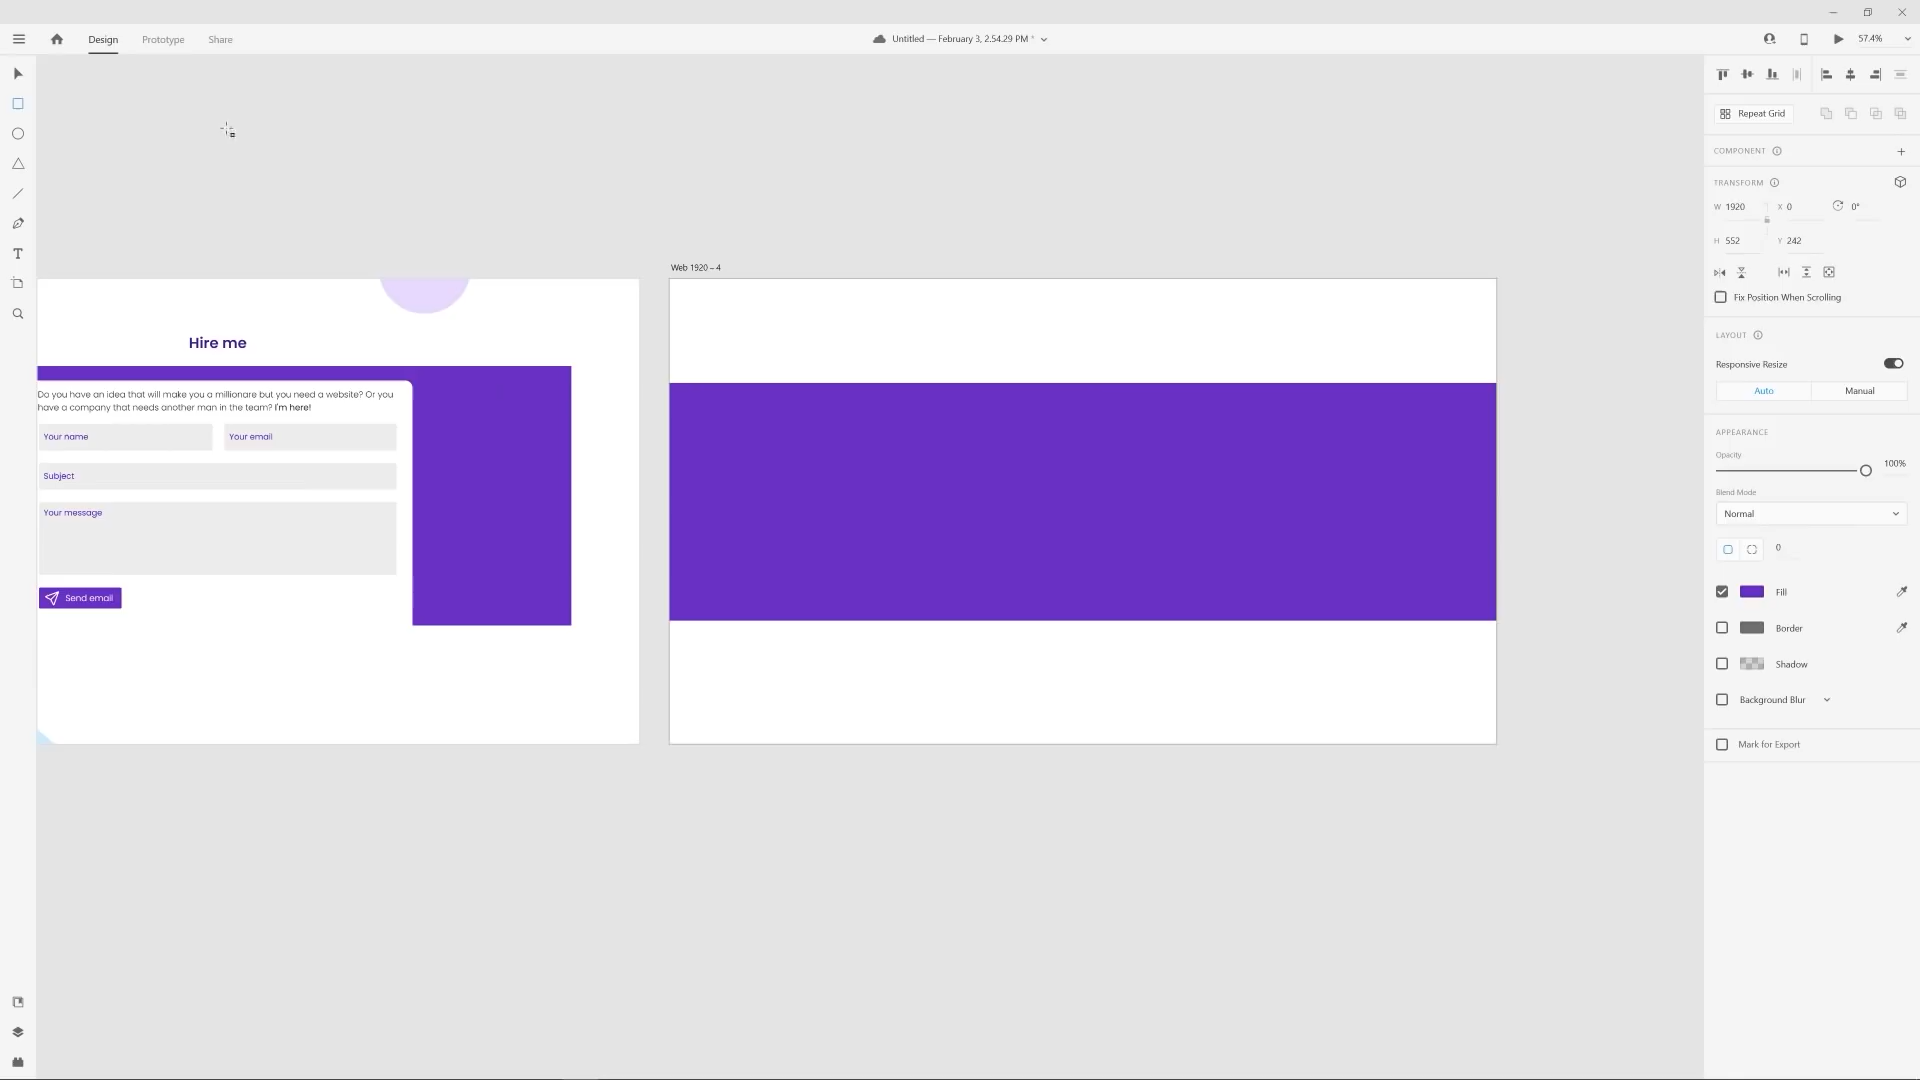 Design
Prototype
Share
Untitled — February 3, 2.54.29 PM *
57.4%
Repeat Grid
COMPONENT
TRANSFORM
W 1920
X 0
0°
H 552
Y 242
Fix Position When Scrolling
LAYOUT
Responsive Resize
Auto
Manual
APPEARANCE
Opacity
100%
Blend Mode
Normal
0
Fill
Border
Shadow
Background Blur
Mark for Export
Web 1920 – 4
Hire me
Do you have an idea that will make you a millionare but you need a website? Or you
have a company that needs another man in the team? I'm here!
Your name
Your email
Subject
Your message
Send email